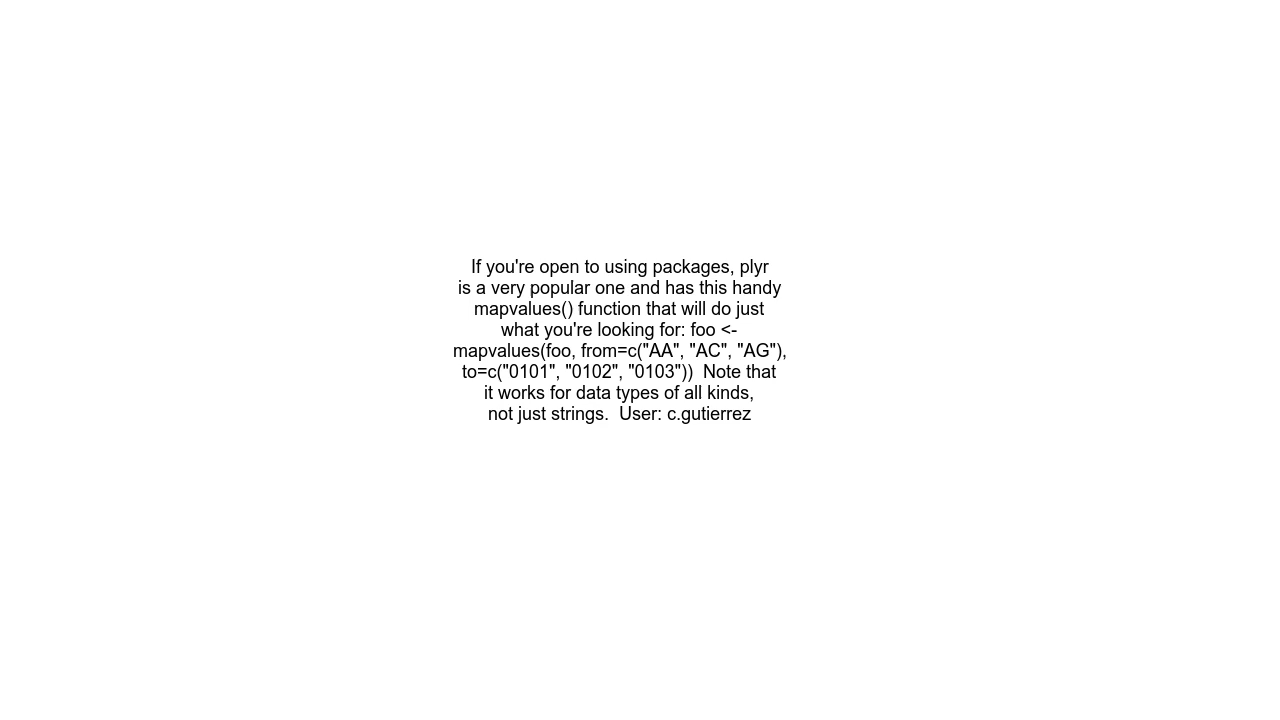 If you're open to using packages, plyr
is a very popular one and has this handy
mapvalues() function that will do just
what you're looking for: foo <-
mapvalues(foo, from=c("AA", "AC", "AG"),
to=c("0101", "0102", "0103"))  Note that
it works for data types of all kinds,
not just strings.  User: c.gutierrez